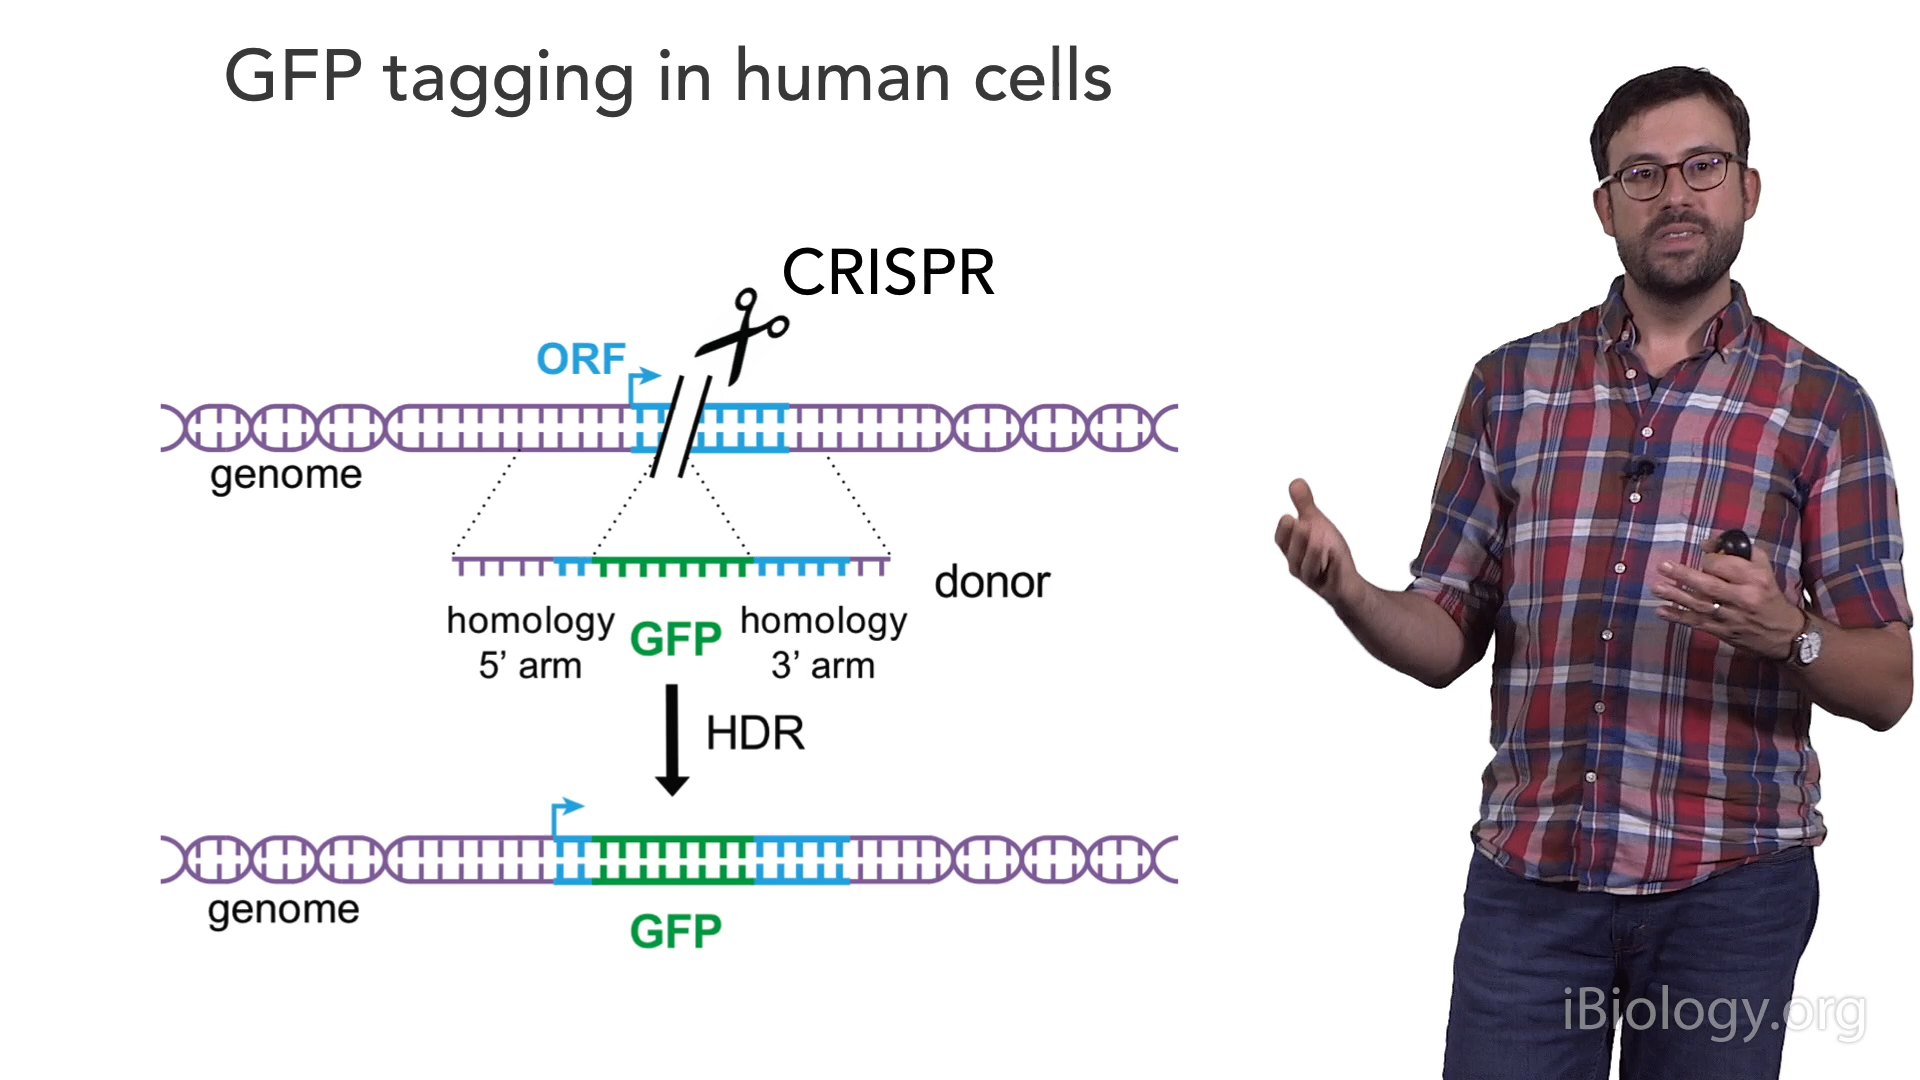 GFP tagging in human cells
CRISPR
ORF
genome
donor
homology
5’ arm
GFP
homology
3’ arm
HDR
genome
GFP
iBiology.org